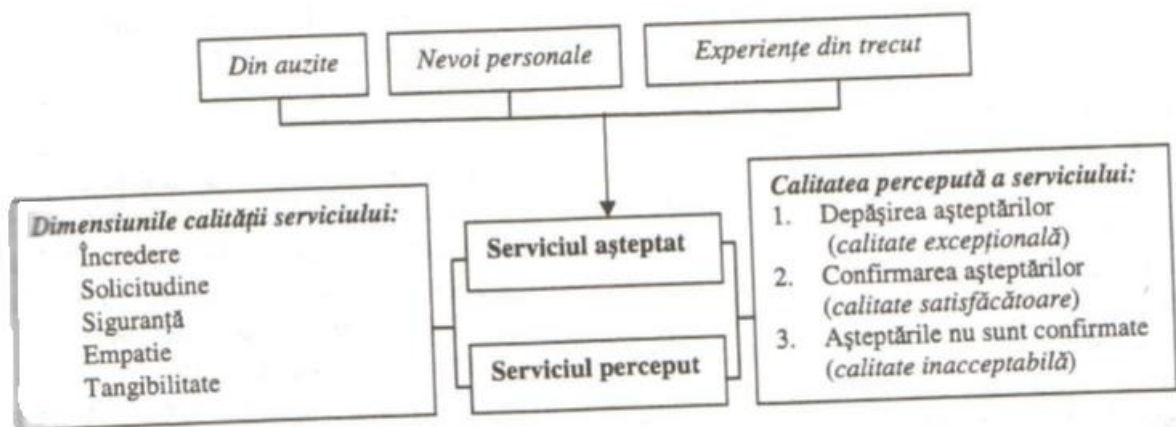 Din auzite
Nevoi personale
Experiențe din trecut
Dimensiunile calității serviciului:
Încredere
Solicitudine
Siguranță
Empatie
Tangibilitate
Serviciul așteptat
Serviciul perceput
Calitatea percepută a serviciului:
1. Depășirea așteptărilor
(calitate excepțională)
2. Confirmarea așteptărilor
(calitate satisfăcătoare)
3. Așteptările nu sunt confirmate
(calitate inacceptabilă)